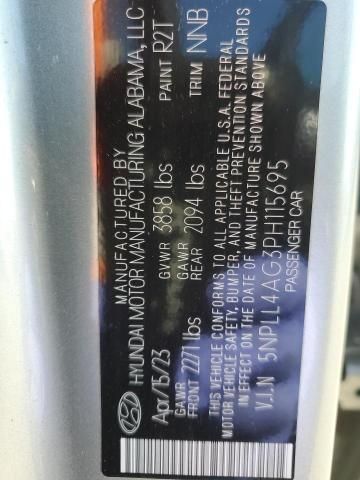 MANUFACTURED BY
HYUNDAI MOTOR MANUFACTURING ALABAMA, LLC
Apr/15/23 GVWR 3858 lbs PAINT R2T
GAWR FRONT 2271 lbs GAWR REAR 2094 lbs TRIM NNB
THIS VEHICLE CONFORMS TO ALL APPLICABLE U.S.A. FEDERAL
MOTOR VEHICLE SAFETY, BUMPER, AND THEFT PREVENTION STANDARDS
IN EFFECT ON THE DATE OF MANUFACTURE SHOWN ABOVE
V.I.N 5NPLL4AG3PH115695
PASSENGER CAR